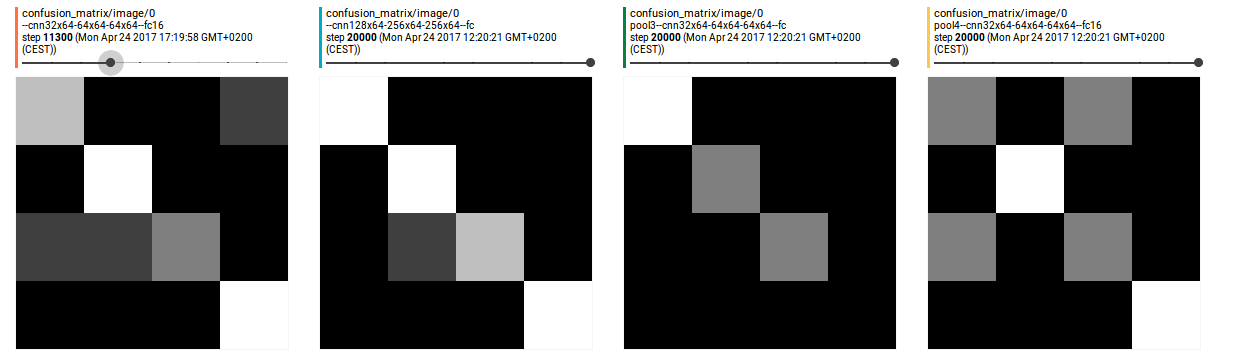 confusion_matrix/image/0
--cnn32x64-64x64-64x64--fc16
step 11300 (Mon Apr 24 2017 17:19:58 GMT+0200
(CEST))
confusion_matrix/image/0
--cnn128x64-256x64-256x64--fc
step 20000 (Mon Apr 24 2017 12:20:21 GMT+0200
(CEST))
confusion_matrix/image/0
pool3--cnn32x64-64x64-64x64--fc
step 20000 (Mon Apr 24 2017 12:20:21 GMT+0200
(CEST))
confusion_matrix/image/0
pool4--cnn32x64-64x64-64x64--fc16
step 20000 (Mon Apr 24 2017 12:20:21 GMT+0200
(CEST))